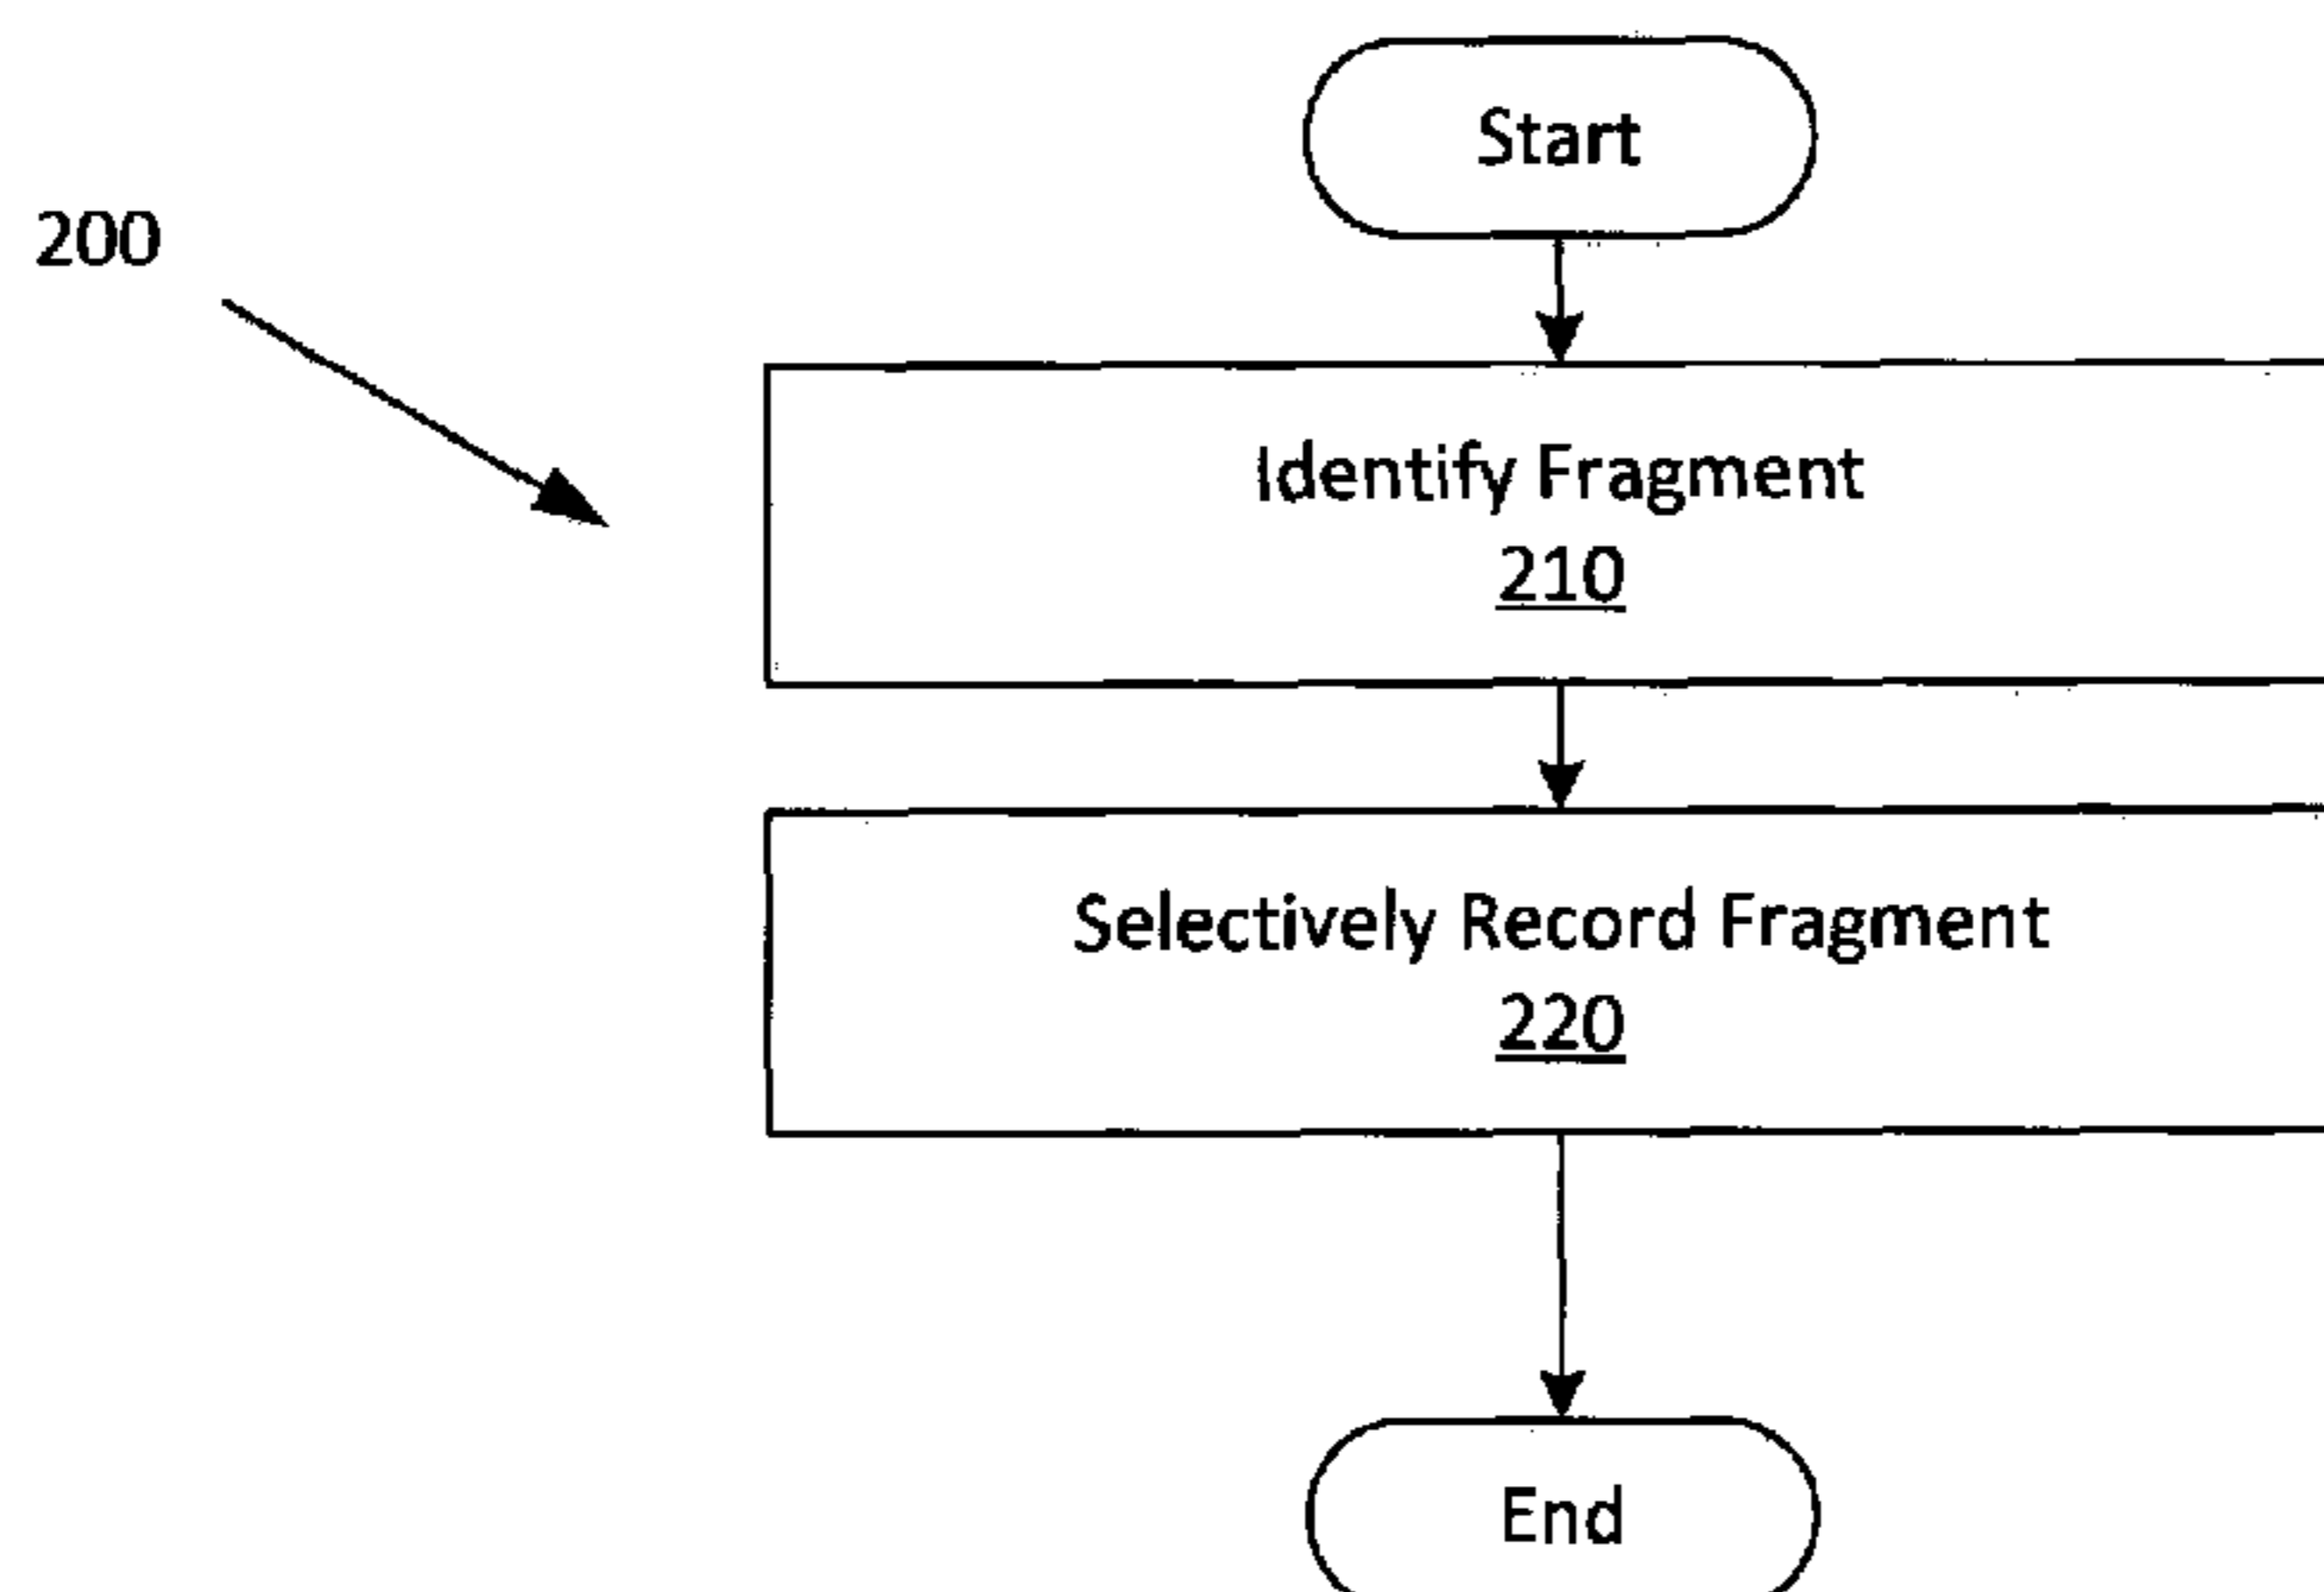 Start
200
Identify Fragment
210
Selectively Record Fragment
220
End